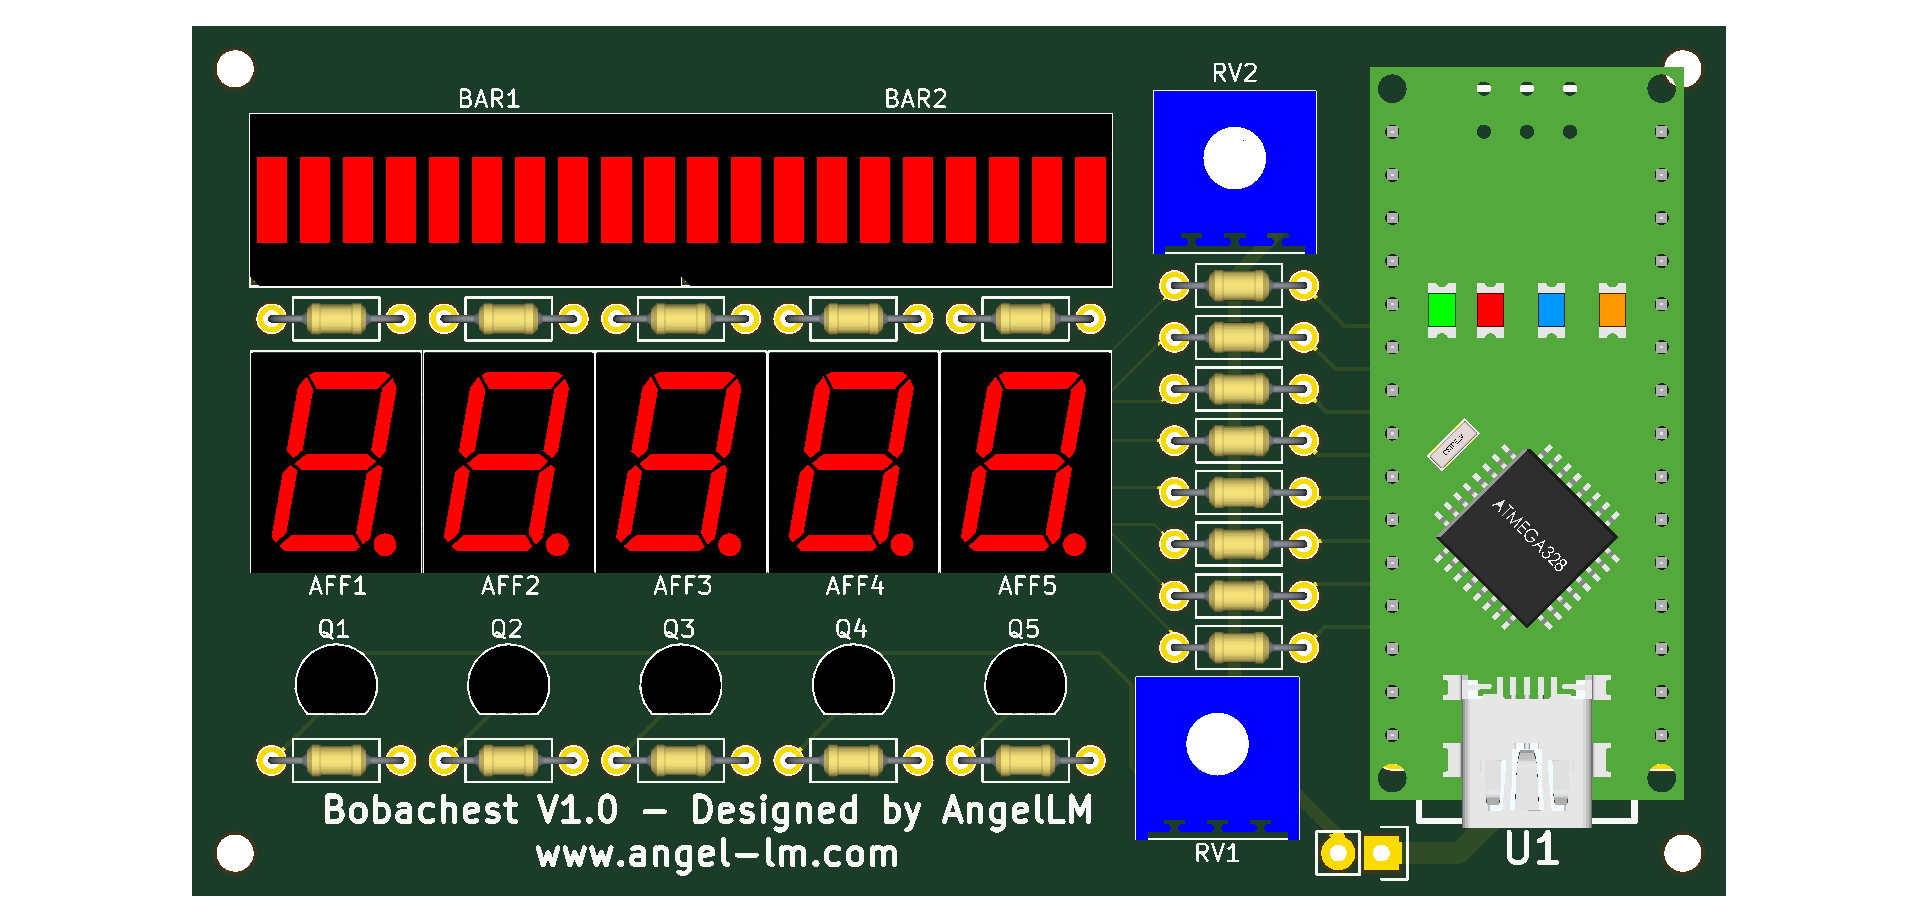 RV2
BAR1 BAR2
AFF1 AFF2 AFF3 AFF4 AFF5
ATMEGA328
Q1 Q2 Q3 Q4 Q5
Bobachest V1.0 - Designed by AngelLM
www.angel-lm.com
RV1
U1